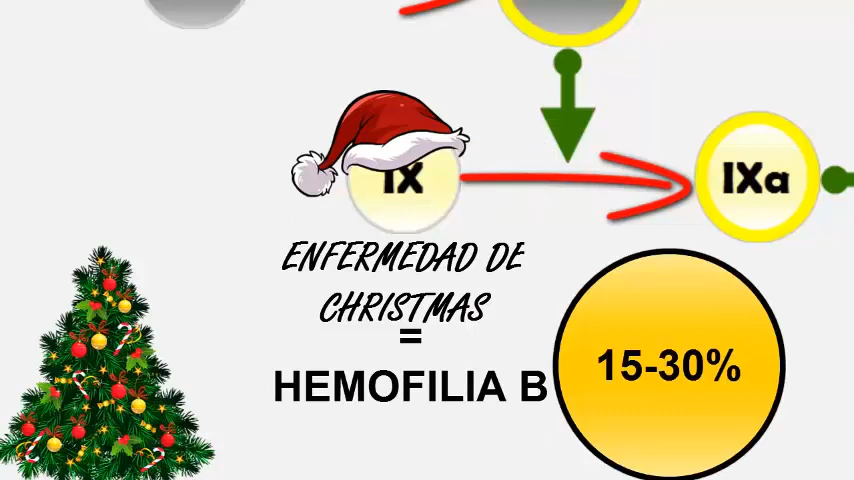 IX
IXa
ENFERMEDAD DE
CHRISTMAS
=
HEMOFILIA B
15-30%